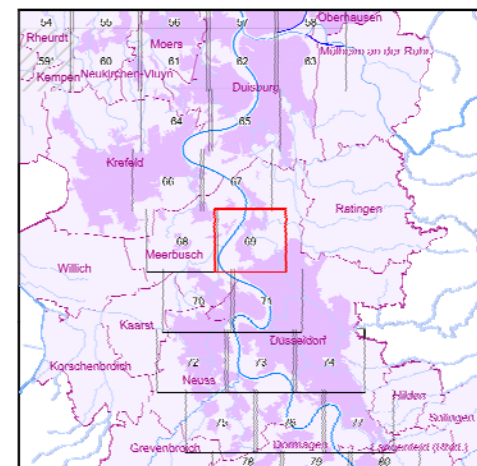 54 55 56 57 58 Oberhausen
Rheurdt Moers Mülheim an der Ruhr
59 60 61 62 63
Kempen Neukirchen-Vluyn
Duisburg
64 65
Krefeld
66 67
Ratingen
68 69
Meerbusch
Willich
70 71
Kaarst
Düsseldorf
Korschenbroich 72 73 74
Neuss
Hilden
75 76 77 Solingen
Grevenbroich Dormagen
78 79 80